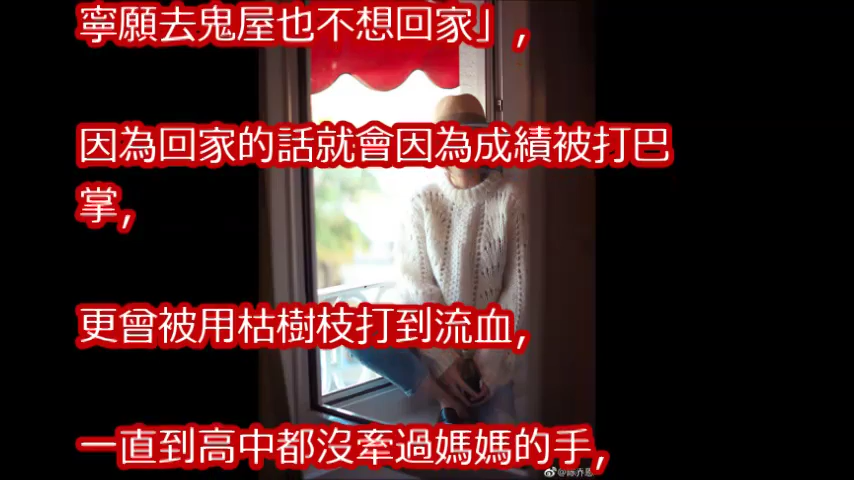 寧願去鬼屋也不想回家」,
因為回家的話就會因為成績被打巴
掌,
更曾被用枯樹枝打到流血,
一直到高中都沒牽過媽媽的手,